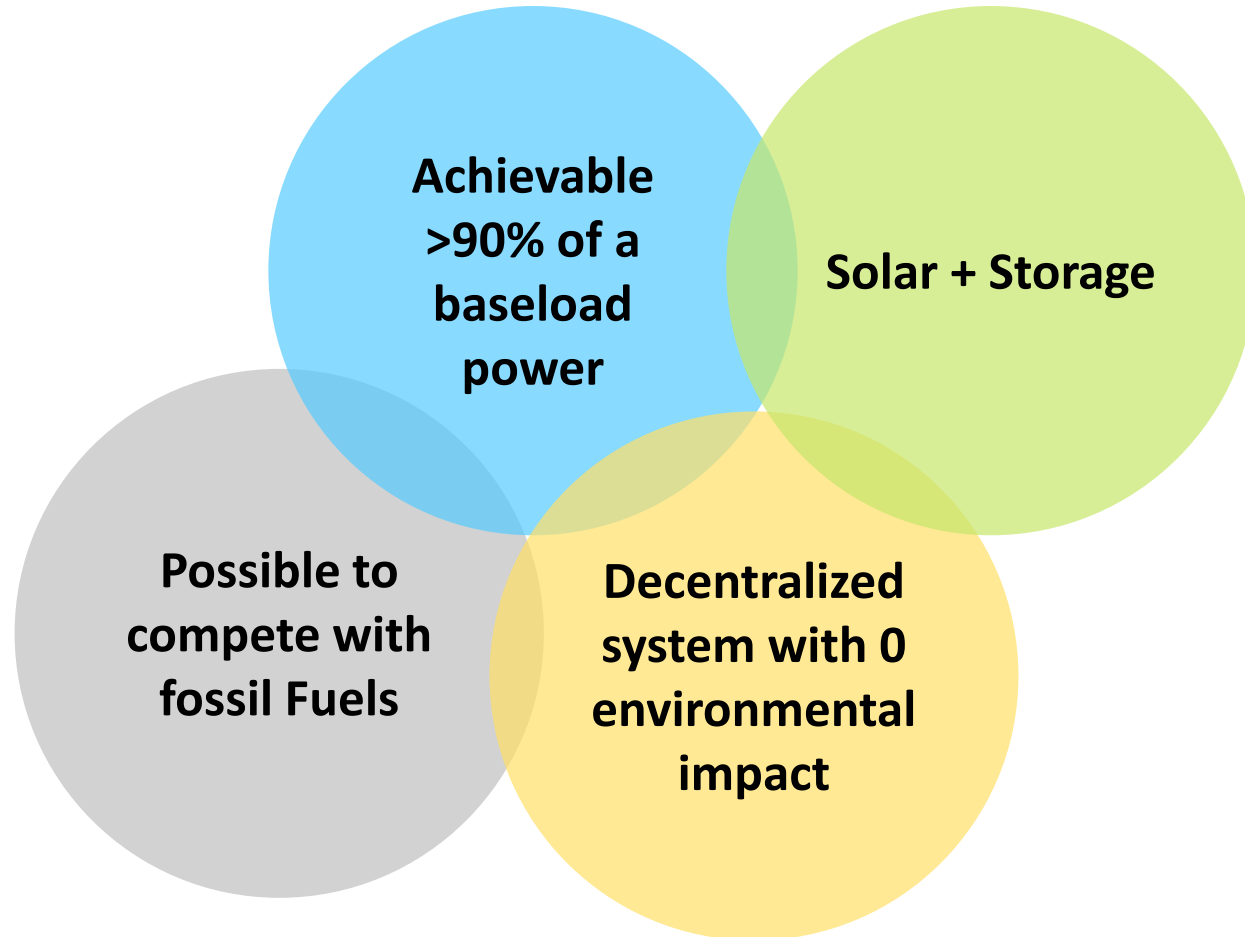 Achievable
>90% of a
baseload
power
Solar + Storage
Possible to
compete with
fossil Fuels
Decentralized
system with 0
environmental
impact